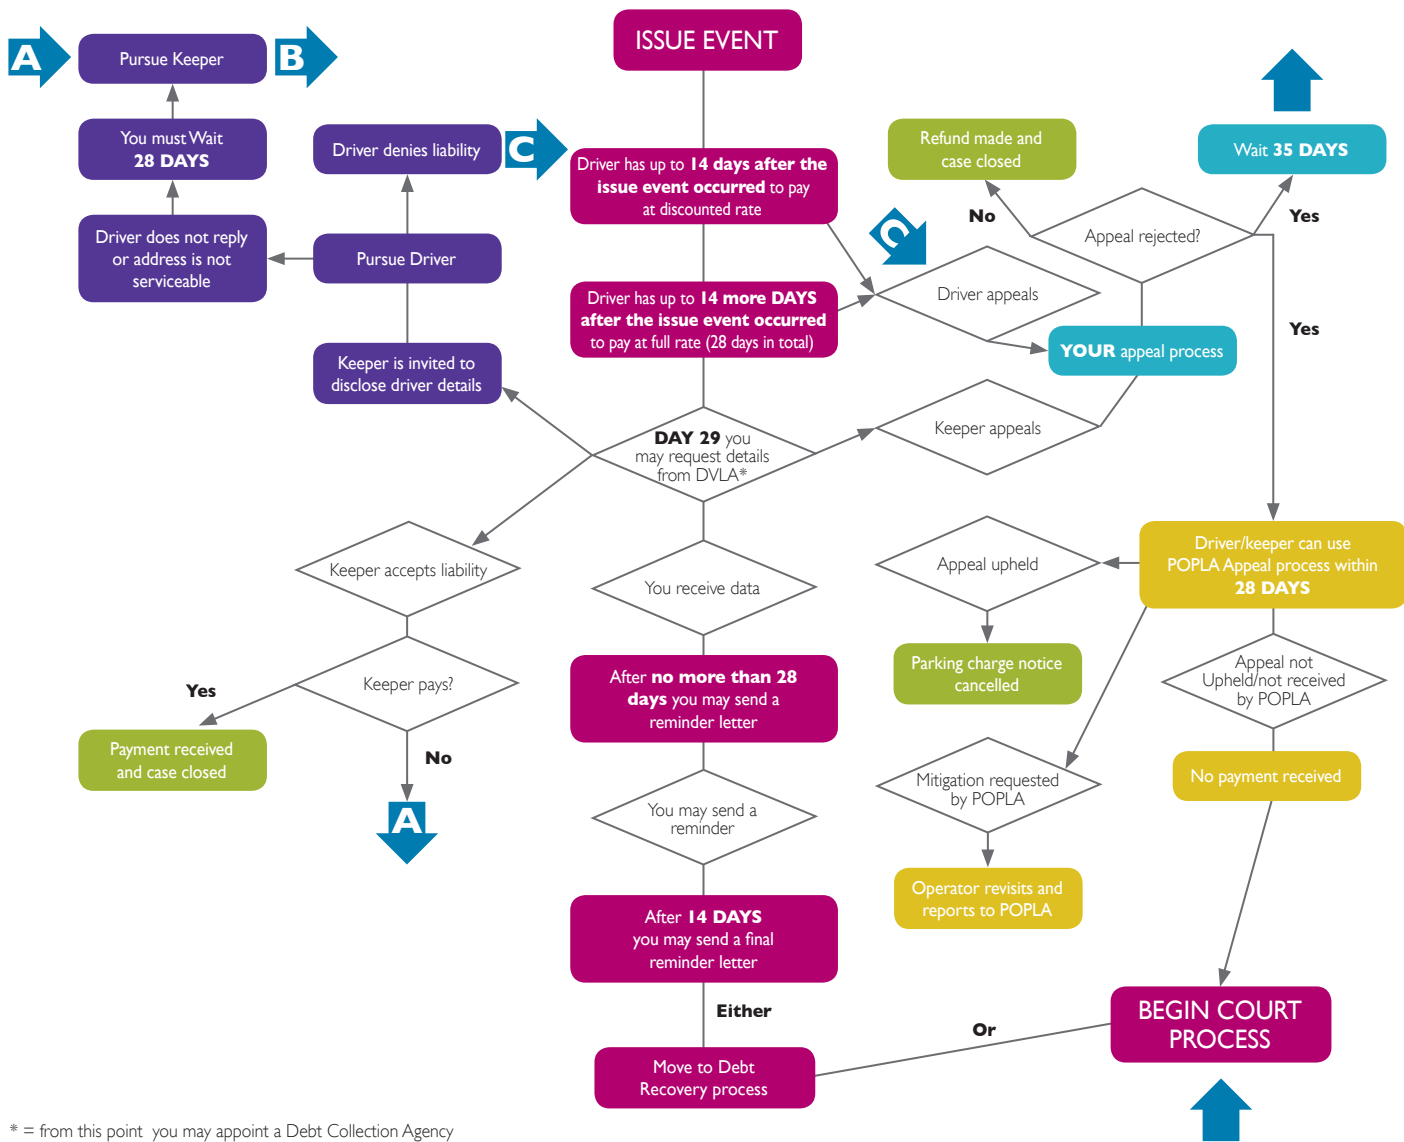 ISSUE EVENT
A
Pursue Keeper
B
You must Wait
28 DAYS
Driver denies liability
C
Driver has up to 14 days after the
issue event occurred to pay
at discounted rate
Refund made and
case closed
Wait 35 DAYS
No
Yes
Appeal rejected?
Driver does not reply
or address is not
serviceable
Pursue Driver
C
Driver appeals
Driver has up to 14 more DAYS
after the issue event occurred
to pay at full rate (28 days in total)
Yes
YOUR appeal process
Keeper is invited to
disclose driver details
DAY 29 you
may request details
from DVLA*
Keeper appeals
Keeper accepts liability
You receive data
Appeal upheld
Driver/keeper can use
POPLA Appeal process within
28 DAYS
Keeper pays?
Yes
No
Payment received
and case closed
A
After no more than 28
days you may send a
reminder letter
Parking charge notice
cancelled
Appeal not
Upheld/not received
by POPLA
You may send a
reminder
Mitigation requested
by POPLA
No payment received
After 14 DAYS
you may send a final
reminder letter
Operator revisits and
reports to POPLA
Either
Or
BEGIN COURT
PROCESS
Move to Debt
Recovery process
* = from this point you may appoint a Debt Collection Agency